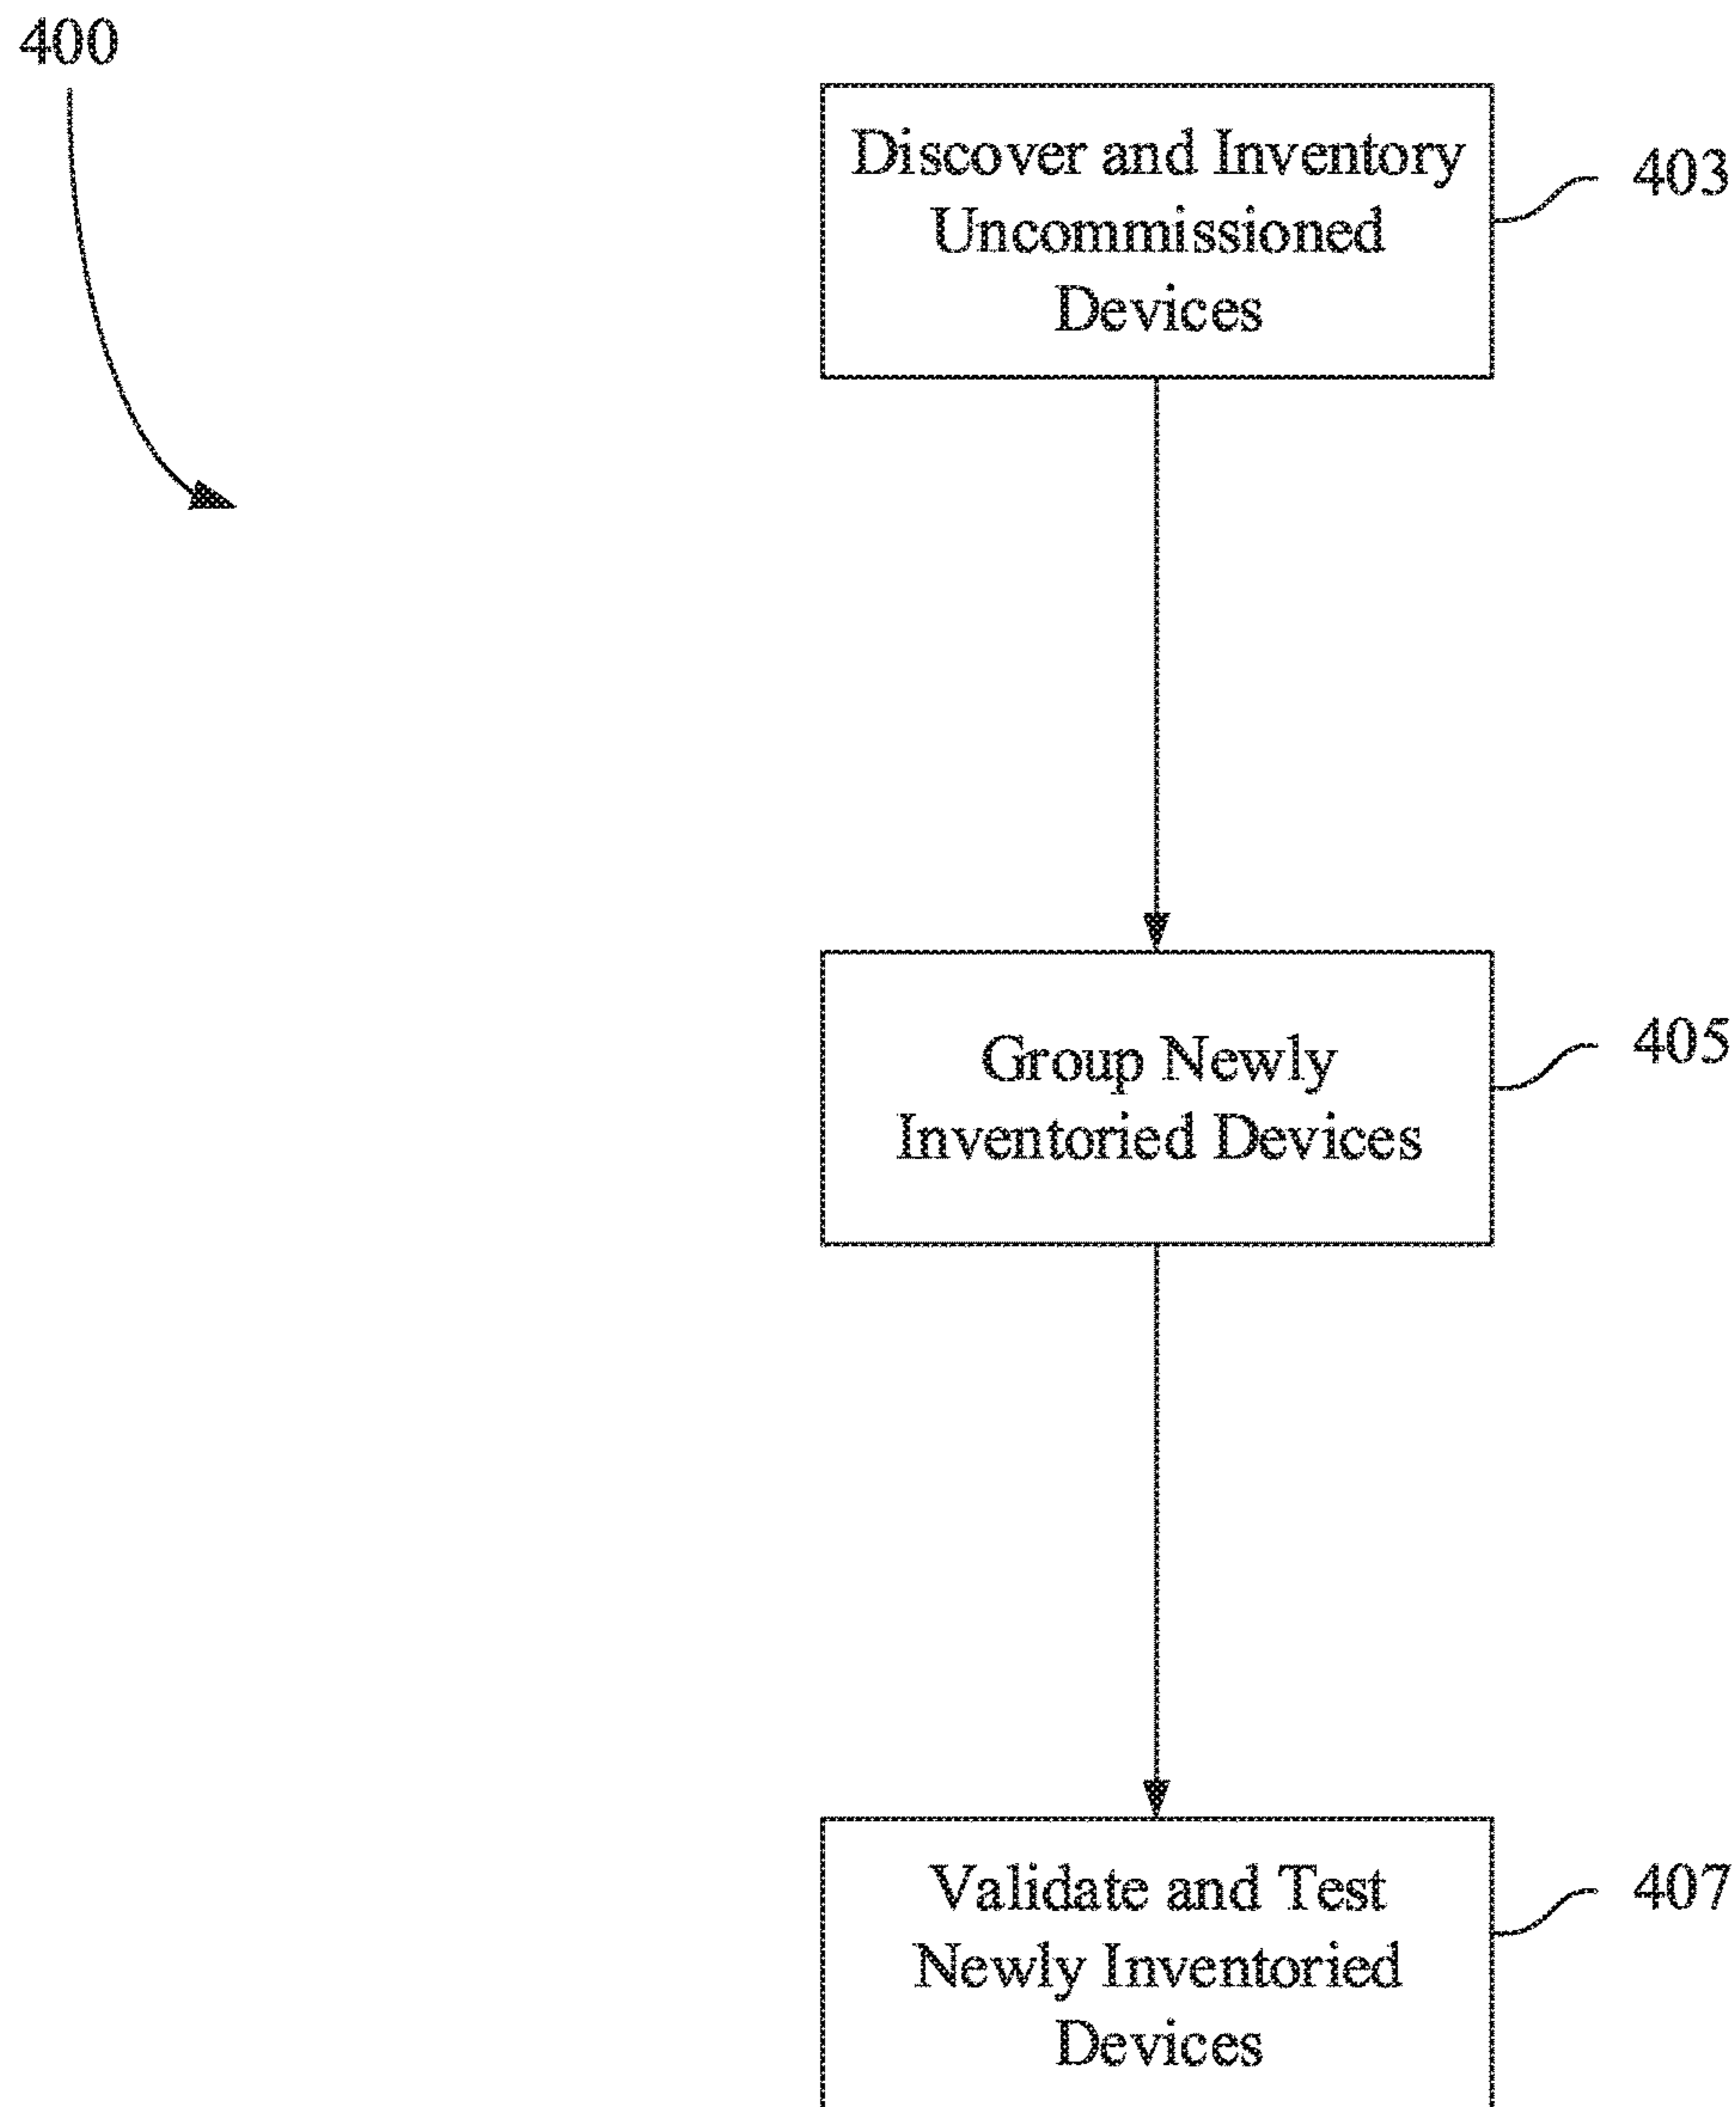 400
Discover and Inventory
Uncommissioned
Devices
403
Group Newly
Inventoried Devices
405
Validate and Test
Newly Inventoried
Devices
407